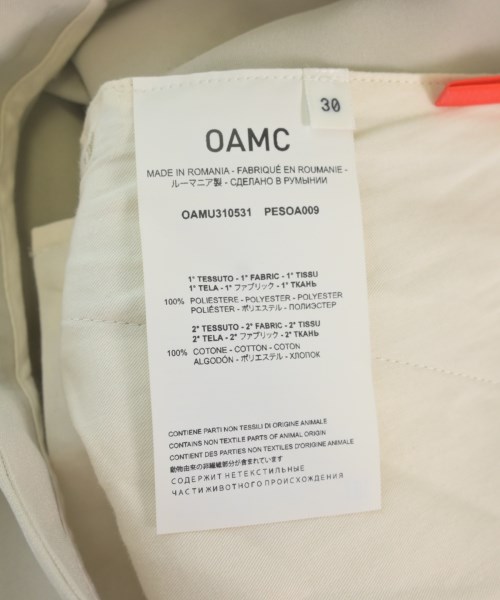 30
OAMC
MADE IN ROMANIA - FABRIQUÉ EN ROUMANIE -
ルーマニア製 - СДЕЛАНО В РУМЫНИИ
OAMU310531 PESOA009
1° TESSUTO - 1° FABRIC - 1° TISSU
1° TELA - 1° ファブリック - 1° ТКАНЬ
100% POLIESTERE - POLYESTER - POLYESTER
POLIÉSTER - ポリエステル - ПОЛИЭСТЕР
2° TESSUTO - 2° FABRIC - 2° TISSU
2° TELA - 2° ファブリック - 2° ТКАНЬ
100% COTONE - COTTON - COTON
ALGODÓN - ポリエステル - ХЛОПОК
CONTIENE PARTI NON TESSILI DI ORIGINE ANIMALE
CONTAINS NON TEXTILE PARTS OF ANIMAL ORIGIN
CONTIENT DES PARTIES NON TEXTILES D'ORIGINE ANIMALE
動物由来の非繊維部分が含まれています
СОДЕРЖИТ НЕТЕКСТИЛЬНЫЕ
ЧАСТИ ЖИВОТНОГО ПРОИСХОЖДЕНИЯ